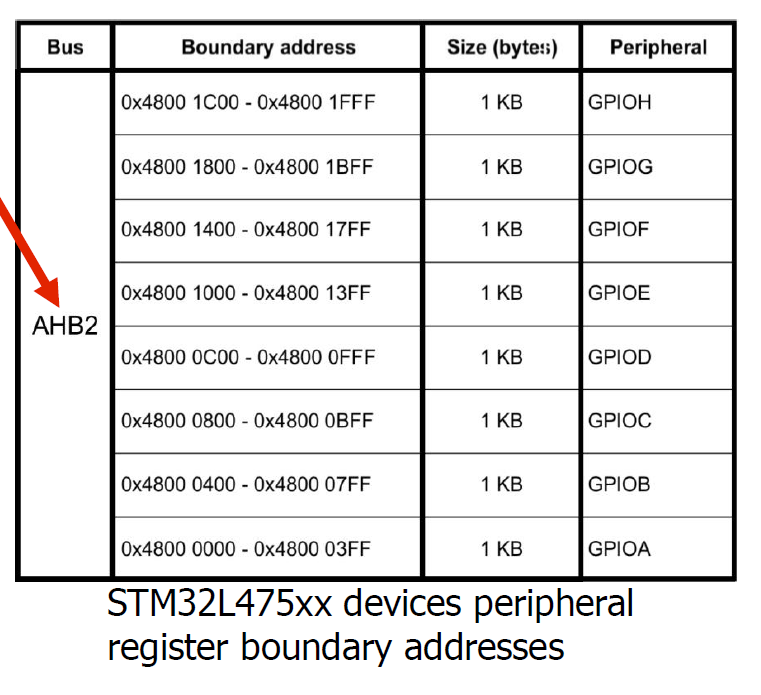 Bus Boundary address Size (bytes) Peripheral
0x4800 1C00 - 0x4800 1FFF 1 KB GPIOH
0x4800 1800 - 0x4800 1BFF 1 KB GPIOG
0x4800 1400 - 0x4800 17FF 1 KB GPIOF
0x4800 1000 - 0x4800 13FF 1 KB GPIOE
AHB2
0x4800 0C00 - 0x4800 0FFF 1 KB GPIOD
0x4800 0800 - 0x4800 0BFF 1 KB GPIOC
0x4800 0400 - 0x4800 07FF 1 KB GPIOB
0x4800 0000 - 0x4800 03FF 1 KB GPIOA
STM32L475xx devices peripheral
register boundary addresses